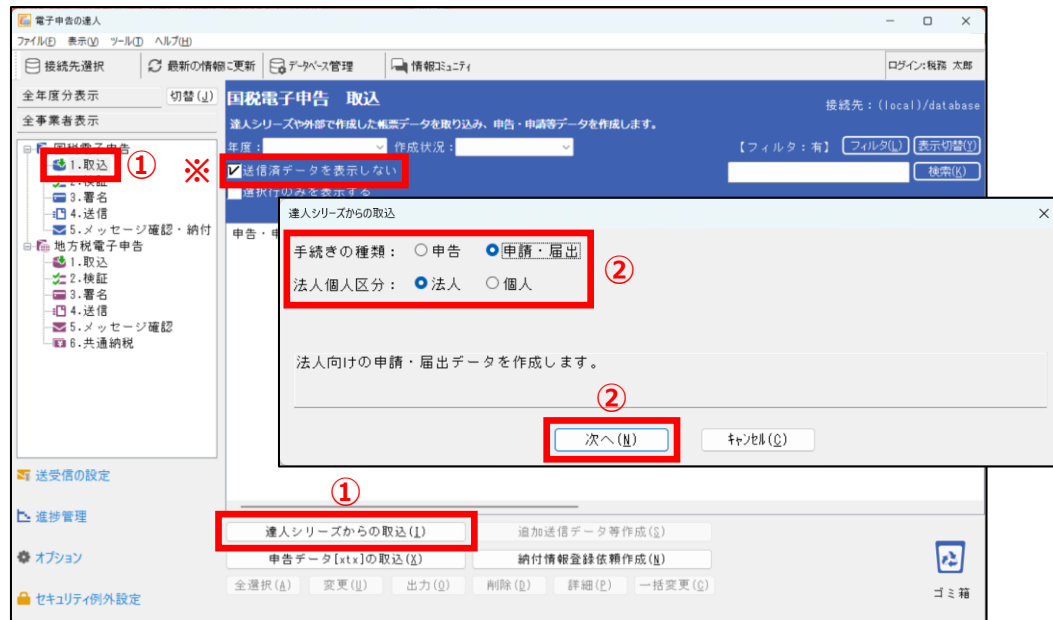 電子申告の達人
ファイル(F) 表示(V) ツール(T) ヘルプ(H)
接続先選択 最新の情報に更新 データベース管理 情報コミュニティ ログイン:税務 太郎
全年度分表示 切替(J)
全事業者表示
国税電子申告 取込
接続先：(local)/database
達人シリーズや外部で作成した帳票データを取り込み、申告・申請等データを作成します。
年度： 作成状況： 【フィルタ：有】 フィルタ(L) 表示切替(Y)
※ 送信済データを表示しない 検索(K)
選択行のみを表示する
国税電子申告
1.取込 ①
2.検証
3.署名
4.送信
5.メッセージ確認・納付
地方税電子申告
1.取込
2.検証
3.署名
4.送信
5.メッセージ確認
6.共通納税
申告・申
達人シリーズからの取込
手続きの種類： 申告 申請・届出
②
法人個人区分： 法人 個人
法人向けの申請・届出データを作成します。
②
次へ(N) キャンセル(C)
送受信の設定
進捗管理
オプション
セキュリティ例外設定
①
達人シリーズからの取込(I) 追加送信データ等作成(S)
申告データ[xtx]の取込(X) 納付情報登録依頼作成(N)
全選択(A) 変更(U) 出力(O) 削除(D) 詳細(P) 一括変更(C)
ゴミ箱